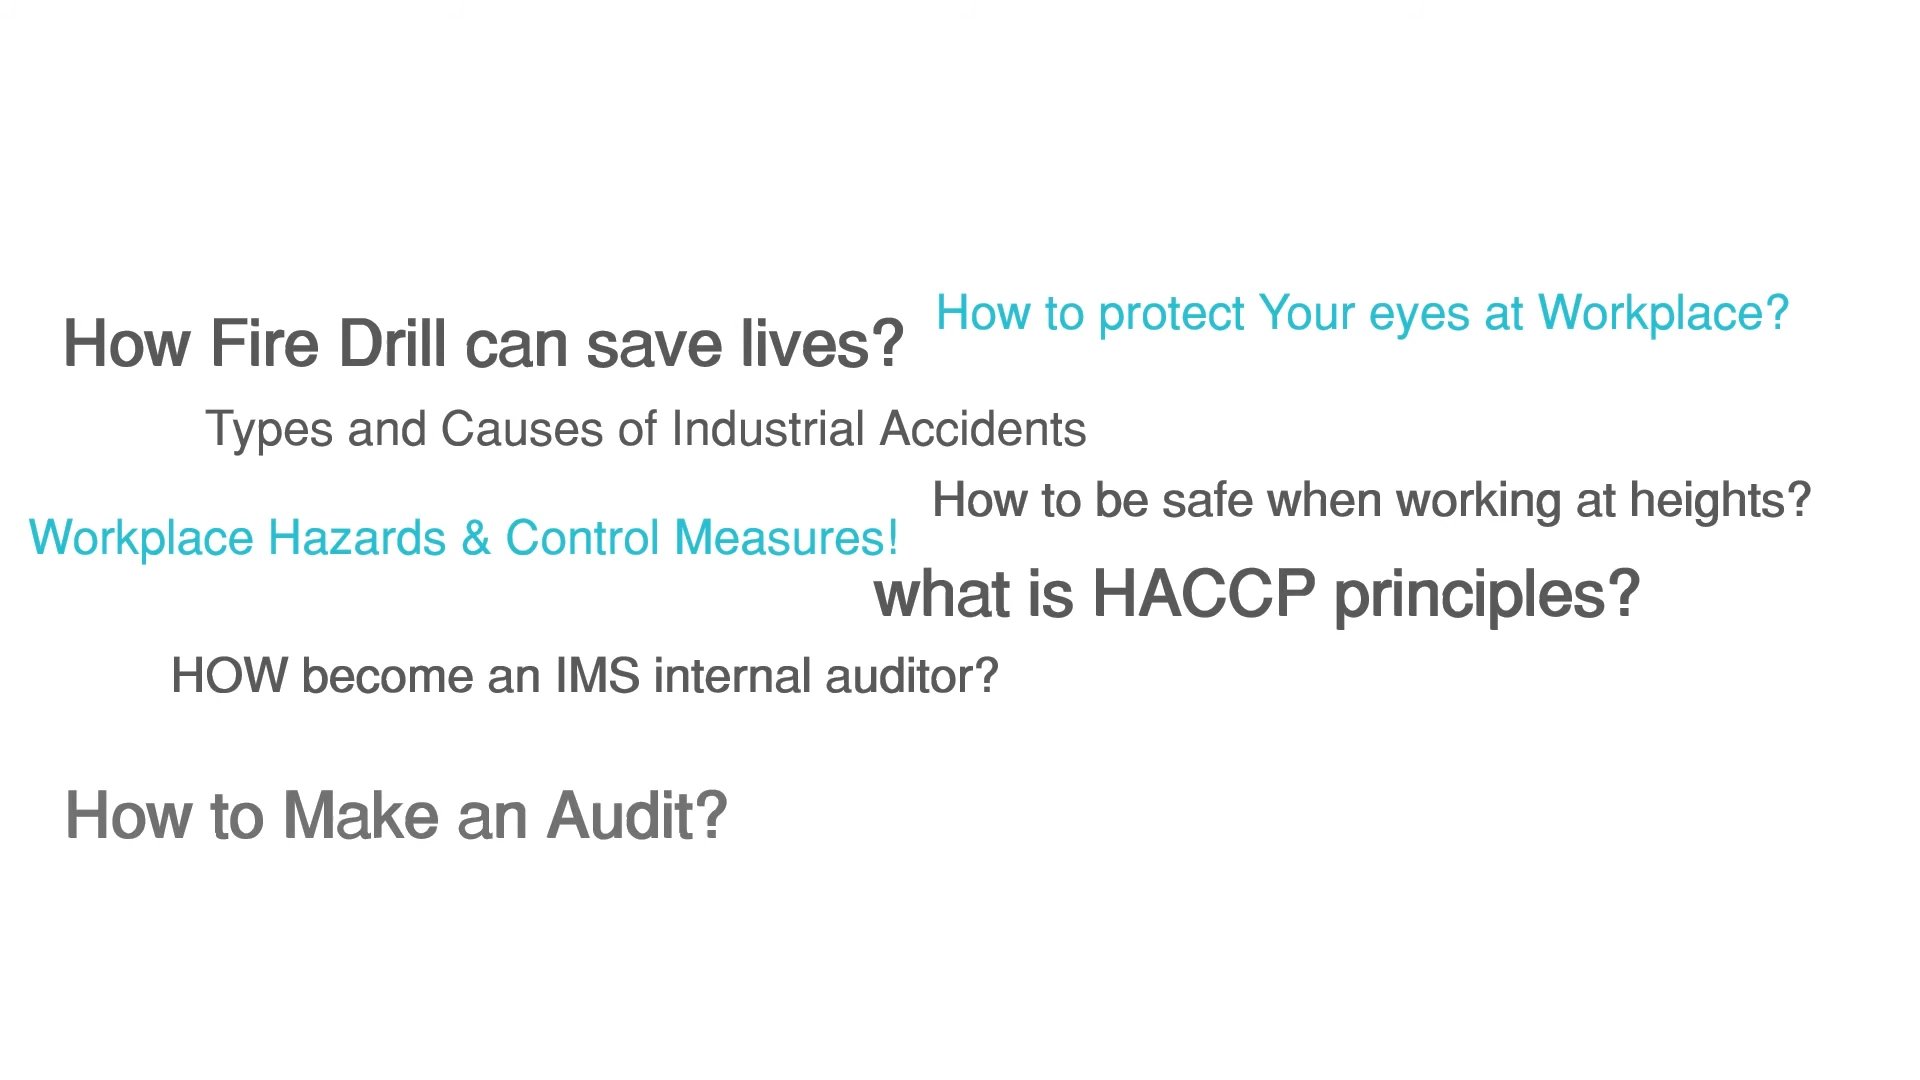 How Fire Drill can save lives?
How to protect Your eyes at Workplace?
Types and Causes of Industrial Accidents
How to be safe when working at heights?
Workplace Hazards & Control Measures!
what is HACCP principles?
HOW become an IMS internal auditor?
How to Make an Audit?